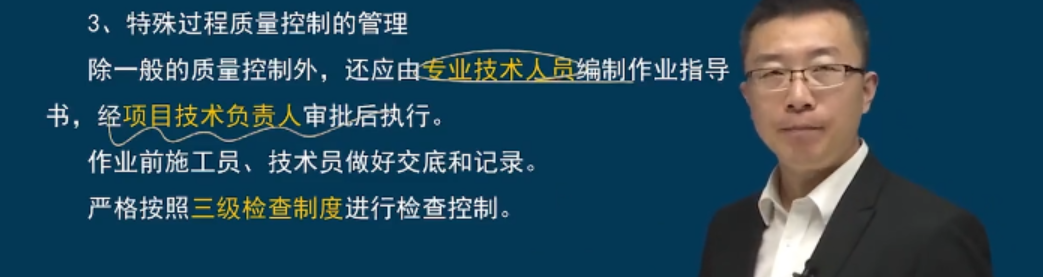 3、特殊过程质量控制的管理
除一般的质量控制外，还应由专业技术人员编制作业指导
书，经项目技术负责人审批后执行。
作业前施工员、技术员做好交底和记录。
严格按照三级检查制度进行检查控制。